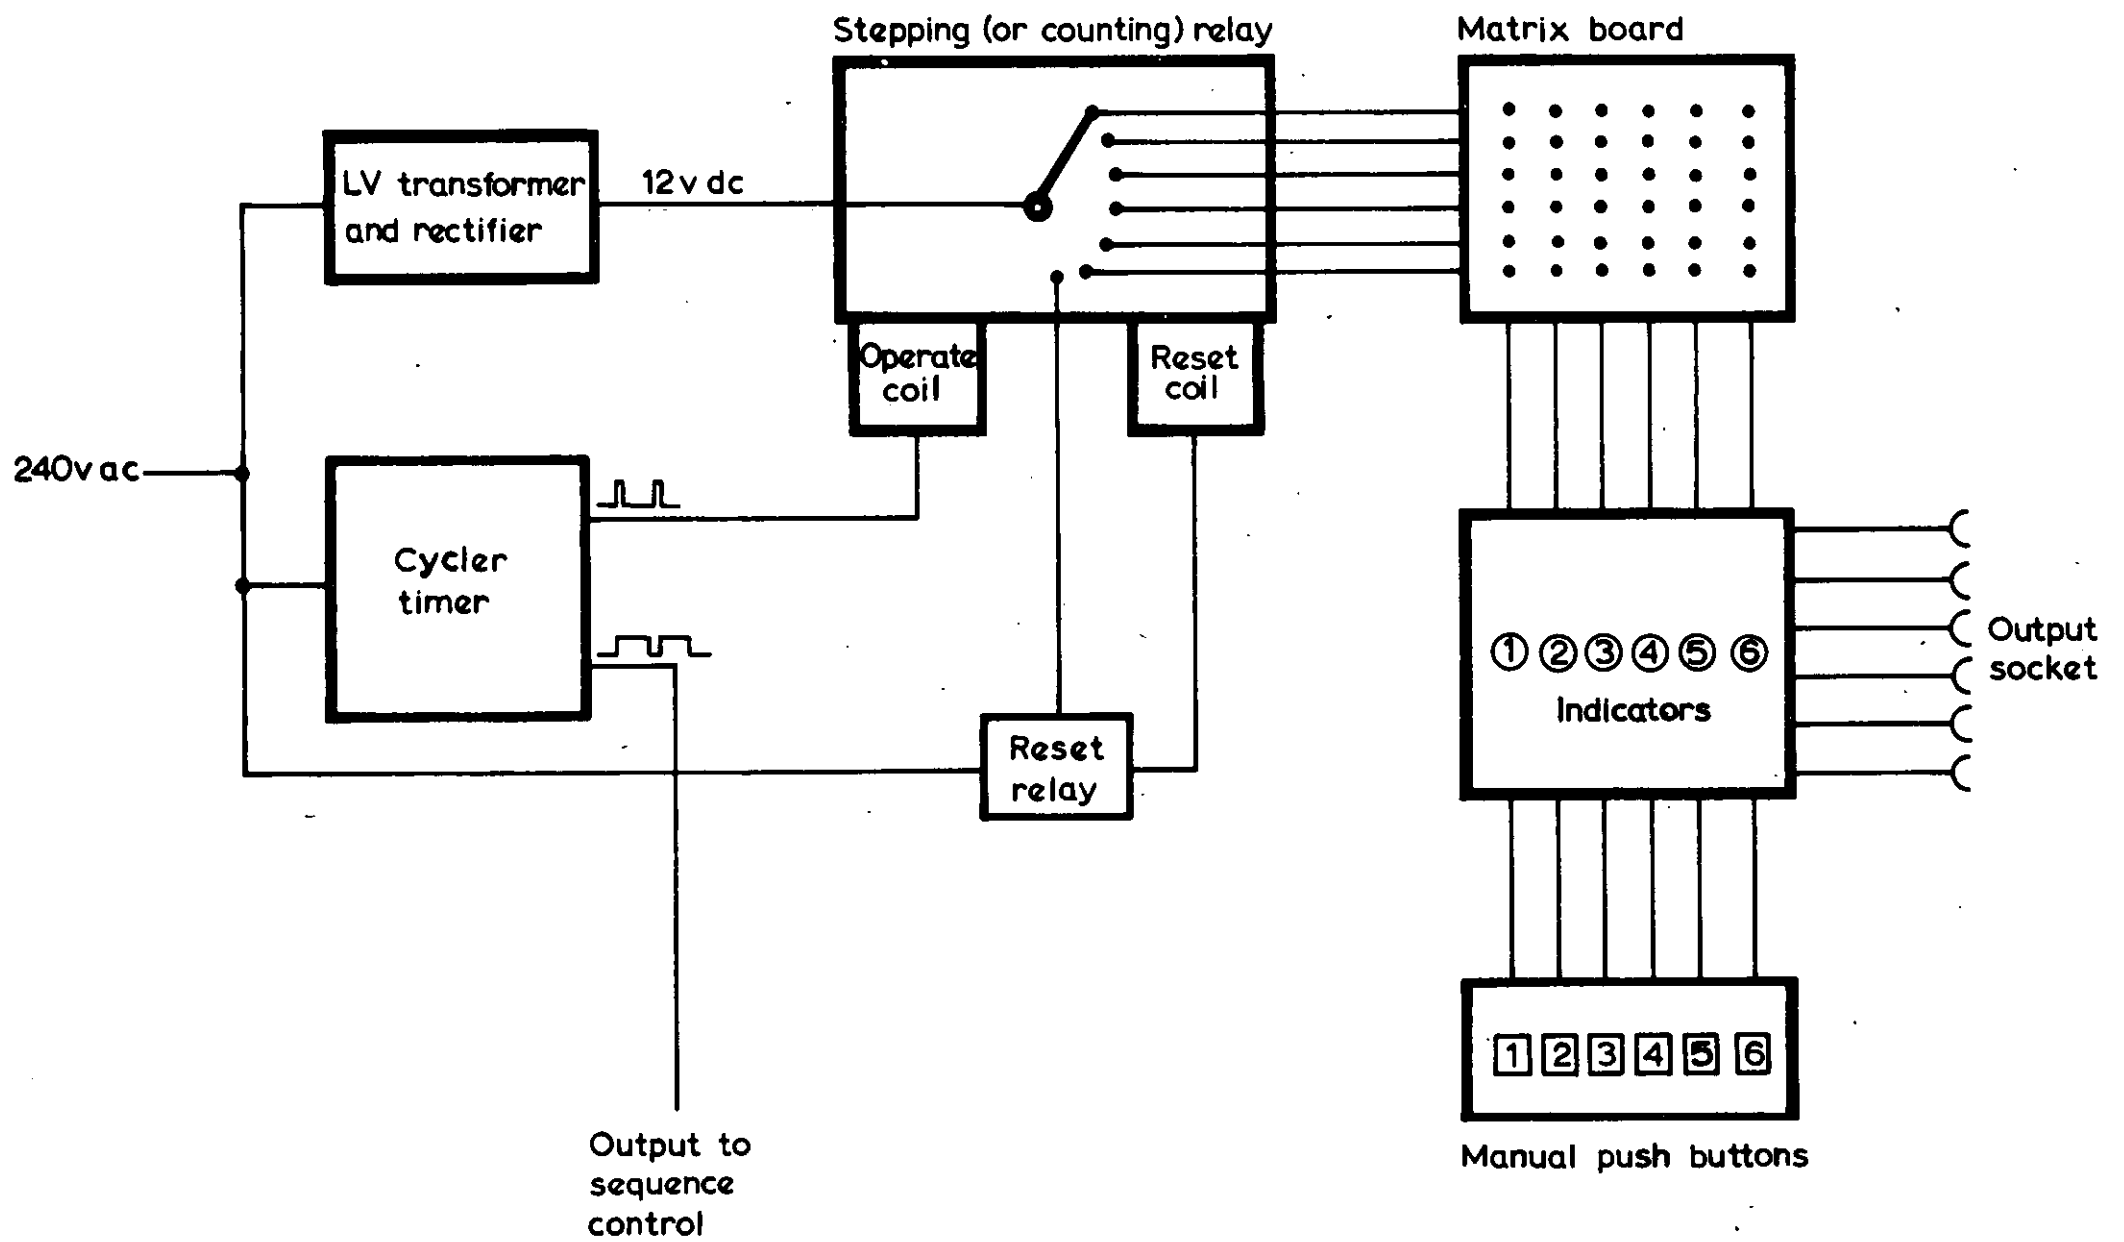 Stepping (or counting) relay
Matrix board
LV transformer
and rectifier
12v dc
Operate
coil
Reset
coil
240v ac
Cycler
timer
1 2 3 4 5 6
Indicators
Output
socket
Reset
relay
1 2 3 4 5 6
Manual push buttons
Output to
sequence
control